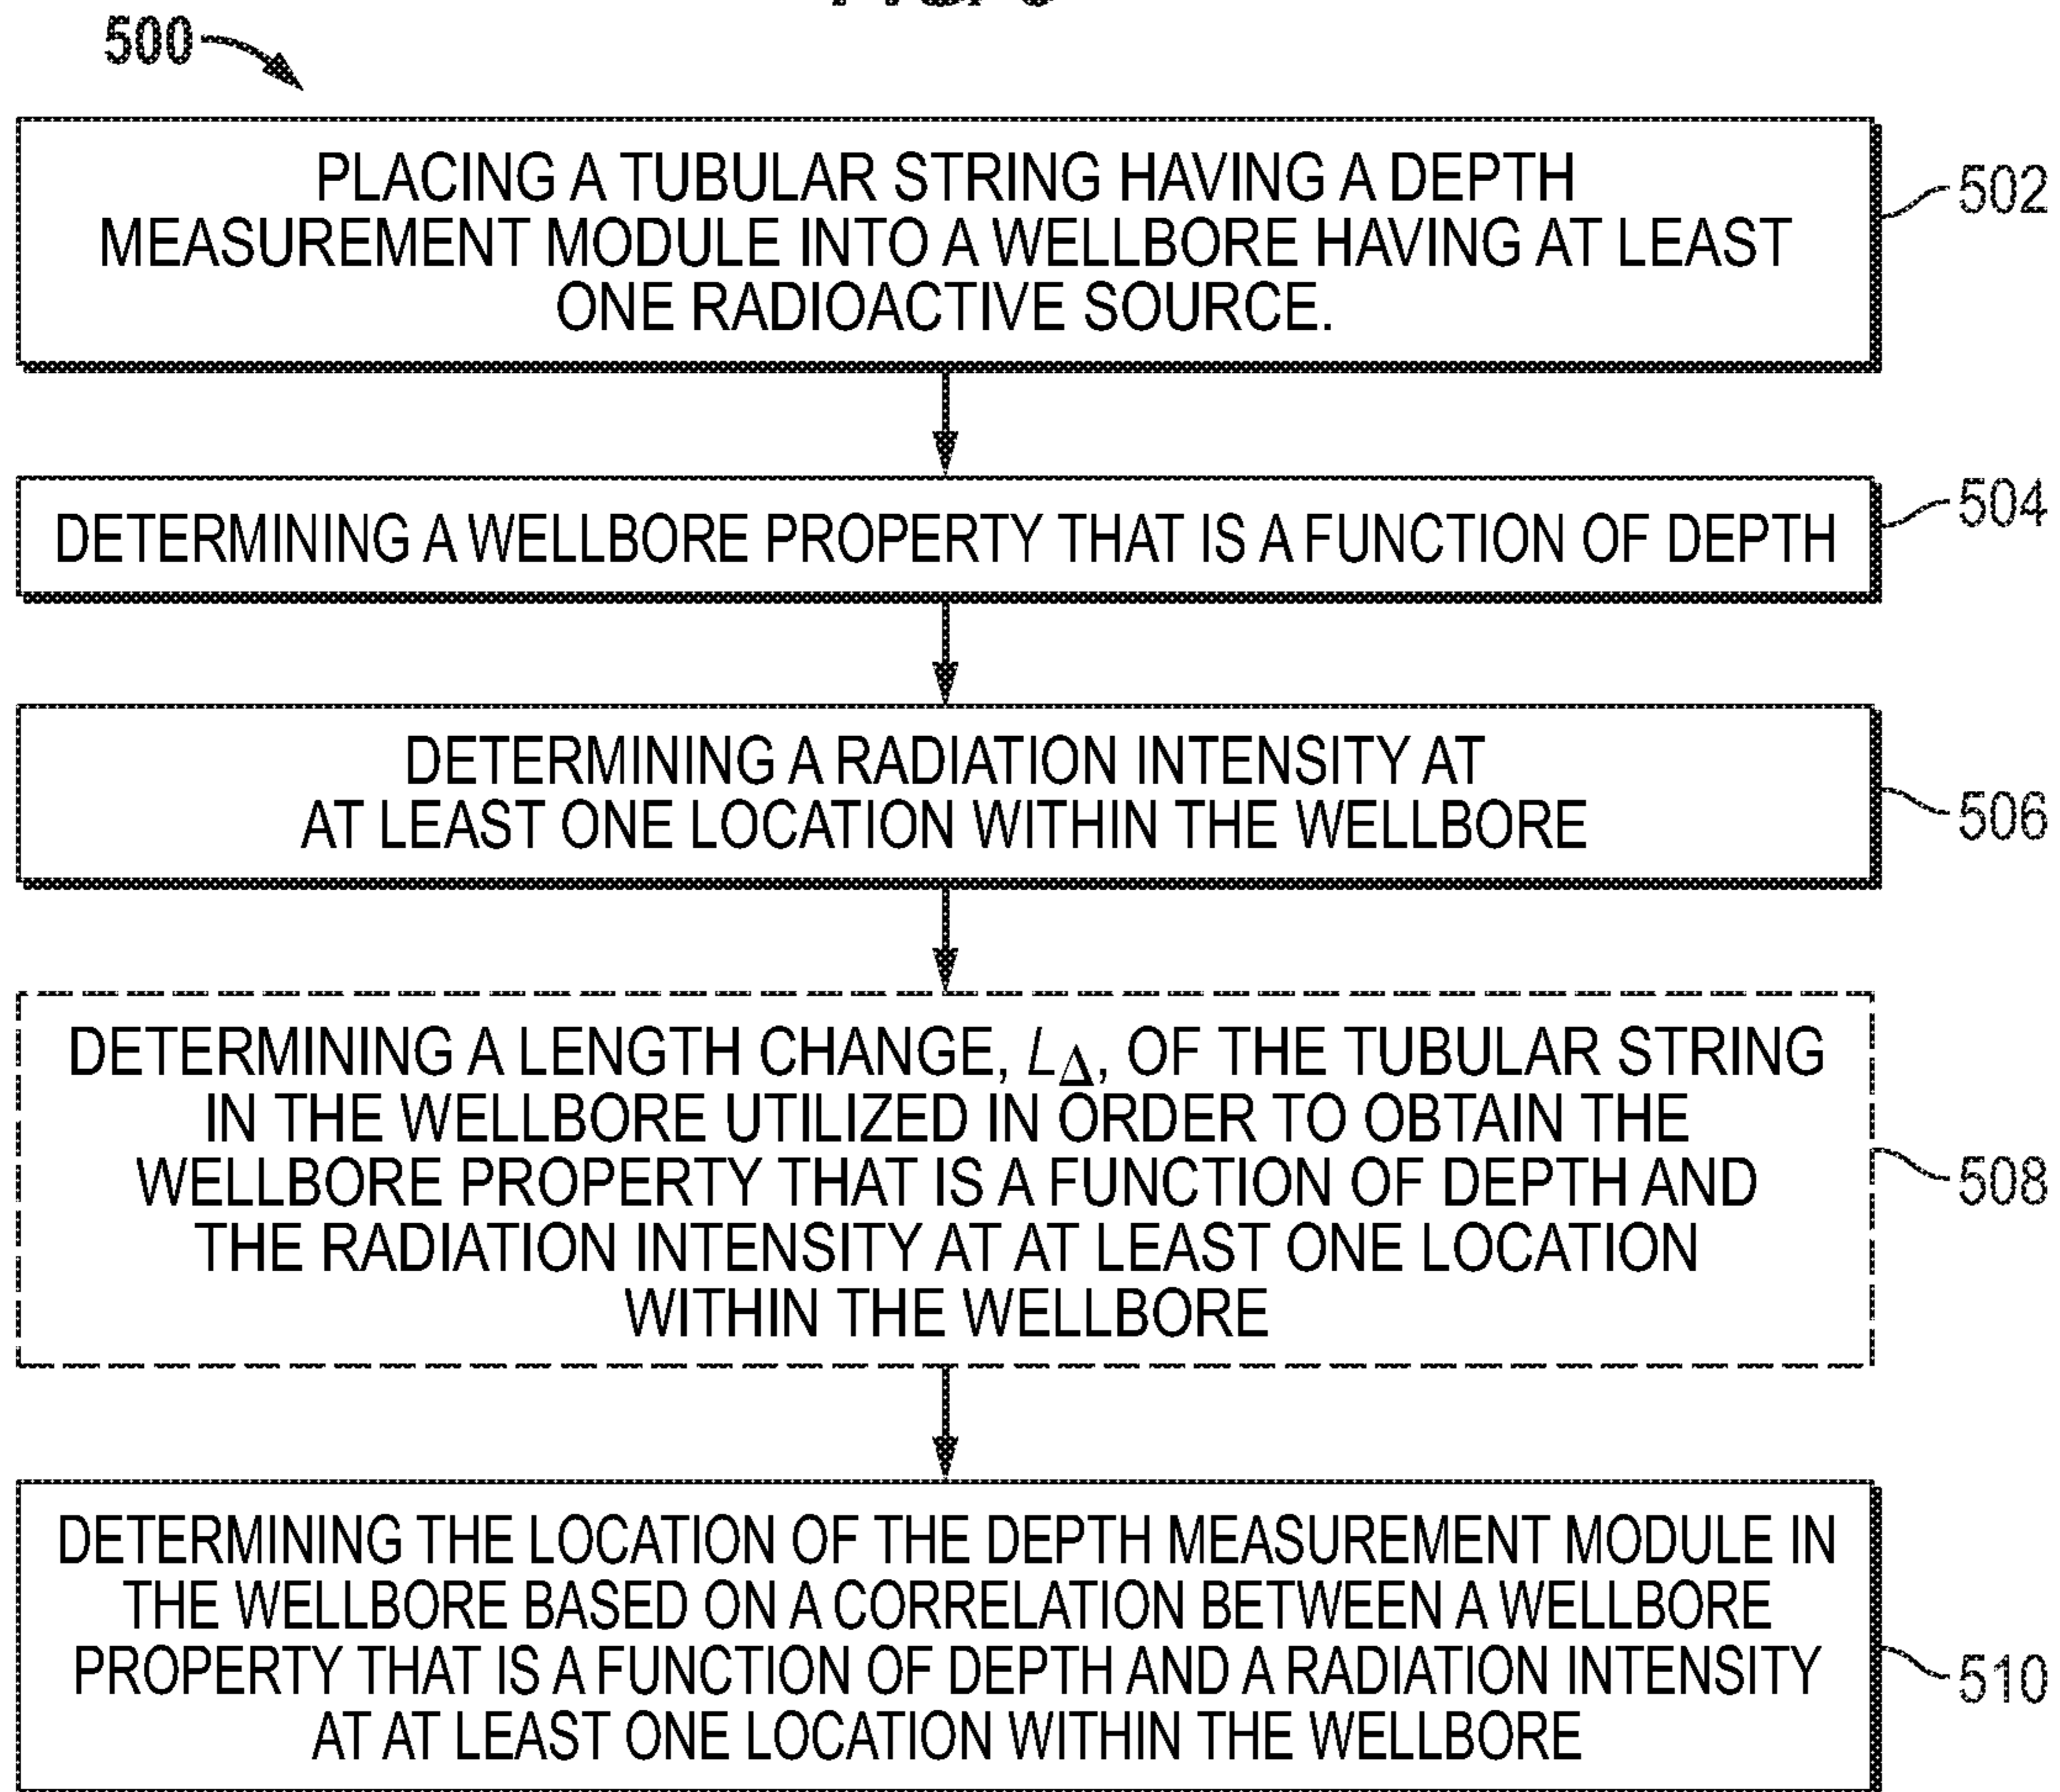 500
PLACING A TUBULAR STRING HAVING A DEPTH
MEASUREMENT MODULE INTO A WELLBORE HAVING AT LEAST
ONE RADIOACTIVE SOURCE.
502
DETERMINING A WELLBORE PROPERTY THAT IS A FUNCTION OF DEPTH
504
DETERMINING A RADIATION INTENSITY AT
AT LEAST ONE LOCATION WITHIN THE WELLBORE
506
DETERMINING A LENGTH CHANGE, LΔ, OF THE TUBULAR STRING
IN THE WELLBORE UTILIZED IN ORDER TO OBTAIN THE
WELLBORE PROPERTY THAT IS A FUNCTION OF DEPTH AND
THE RADIATION INTENSITY AT AT LEAST ONE LOCATION
WITHIN THE WELLBORE
508
DETERMINING THE LOCATION OF THE DEPTH MEASUREMENT MODULE IN
THE WELLBORE BASED ON A CORRELATION BETWEEN A WELLBORE
PROPERTY THAT IS A FUNCTION OF DEPTH AND A RADIATION INTENSITY
AT AT LEAST ONE LOCATION WITHIN THE WELLBORE
510